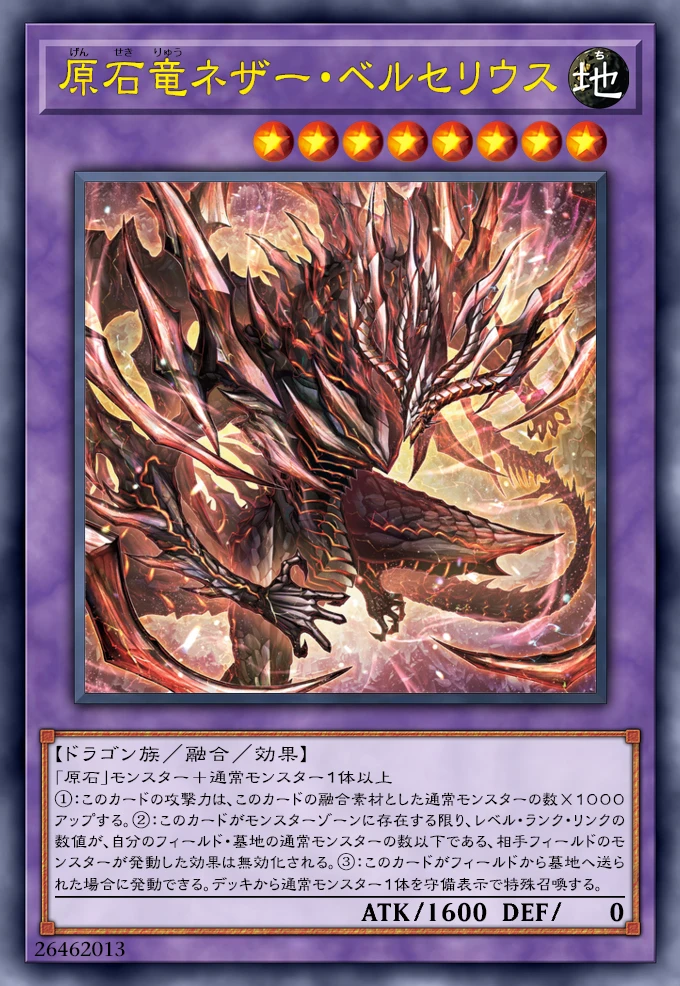 げん せき りゅう
原石竜ネザー・ベルセリウス
ち
地
【ドラゴン族／融合／効果】
「原石」モンスター＋通常モンスター1体以上
①：このカードの攻撃力は、このカードの融合素材とした通常モンスターの数×1000
アップする。②：このカードがモンスターゾーンに存在する限り、レベル・ランク・リンクの
数値が、自分のフィールド・墓地の通常モンスターの数以下である、相手フィールドのモ
ンスターが発動した効果は無効化される。③：このカードがフィールドから墓地へ送ら
れた場合に発動できる。デッキから通常モンスター1体を守備表示で特殊召喚する。
ATK/1600 DEF/ 0
26462013